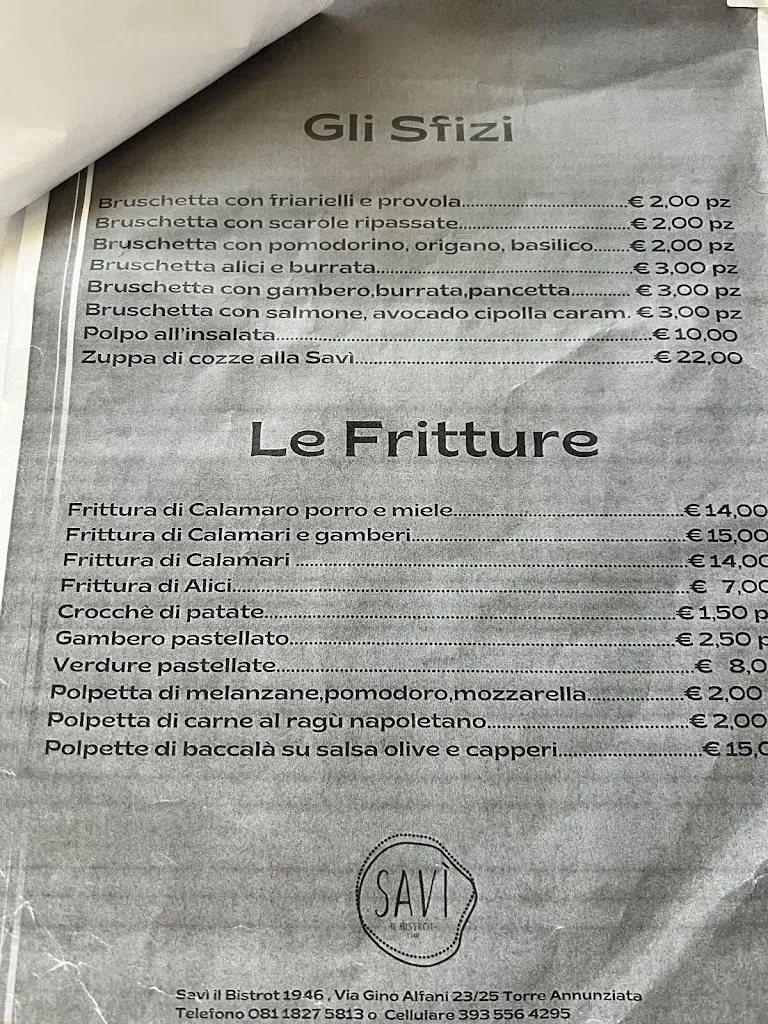 Gli Sfizi
Bruschetta con friarielli e provola..............................€ 2,00 pz
Bruschetta con scarole ripassate...............................€ 2,00 pz
Bruschetta con pomodorino, origano, basilico.......€ 2,00 pz
Bruschetta alici e burrata.............................................€ 3,00 pz
Bruschetta con gambero,burrata,pancetta........... € 3,00 pz
Bruschetta con salmone, avocado cipolla caram. € 3,00 pz
Polpo all'insalata..................................................................€ 10,00
Zuppa di cozze alla Savì....................................................€ 22,00
Le Fritture
Frittura di Calamaro porro e miele.......................................€ 14,00
Frittura di Calamari e gamberi..............................................€ 15,00
Frittura di Calamari ..................................................................€ 14,00
Frittura di Alici............................................................................€ 7,00
Crocchè di patate.....................................................................€ 1,50 p
Gambero pastellato.................................................................€ 2,50 p
Verdure pastellate.....................................................................€ 8,0
Polpetta di melanzane,pomodoro,mozzarella................€ 2,00
Polpetta di carne al ragù napoletano.................................€ 2,00
Polpette di baccalà su salsa olive e capperi.......................€ 15,0
SAVÌ
IL BISTROT
Savì il Bistrot 1946 , Via Gino Alfani 23/25 Torre Annunziata
Telefono 081 1827 5813 o Cellulare 393 556 4295